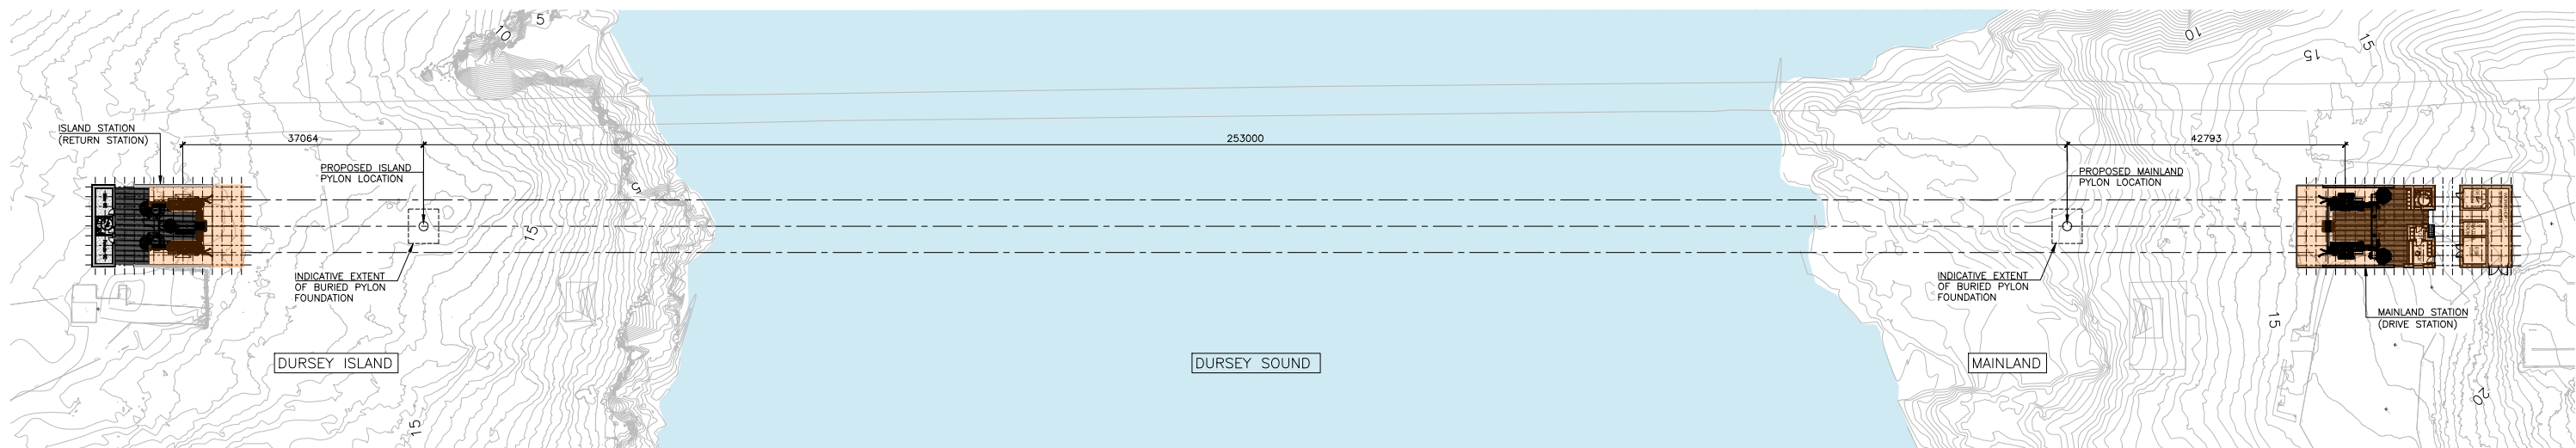 5
10
10
15
15
ISLAND STATION
(RETURN STATION)
37064
253000
42793
PROPOSED ISLAND
PYLON LOCATION
PROPOSED MAINLAND
PYLON LOCATION
5
15
INDICATIVE EXTENT
OF BURIED PYLON
FOUNDATION
INDICATIVE EXTENT
OF BURIED PYLON
FOUNDATION
15
MAINLAND STATION
(DRIVE STATION)
DURSEY ISLAND
DURSEY SOUND
MAINLAND
15
20